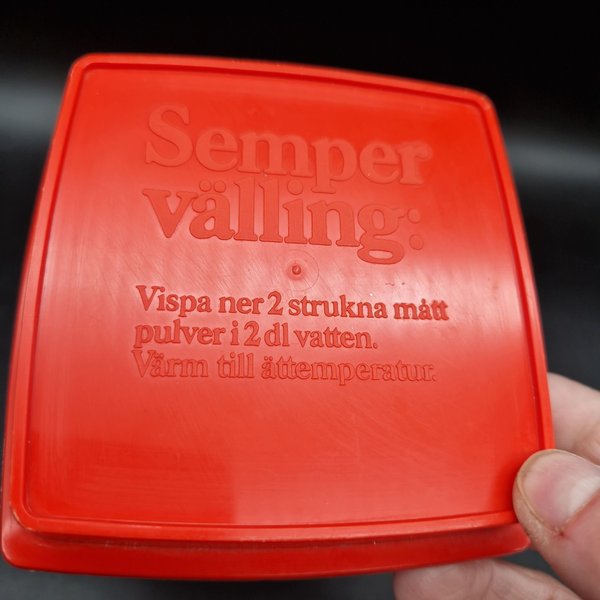 Semper
välling:
Vispa ner 2 strukna mått
pulver i 2 dl vatten.
Värm till ättemperatur.